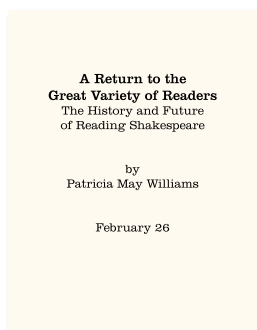 A Return to the
Great Variety of Readers
The History and Future
of Reading Shakespeare
by
Patricia May Williams
February 26